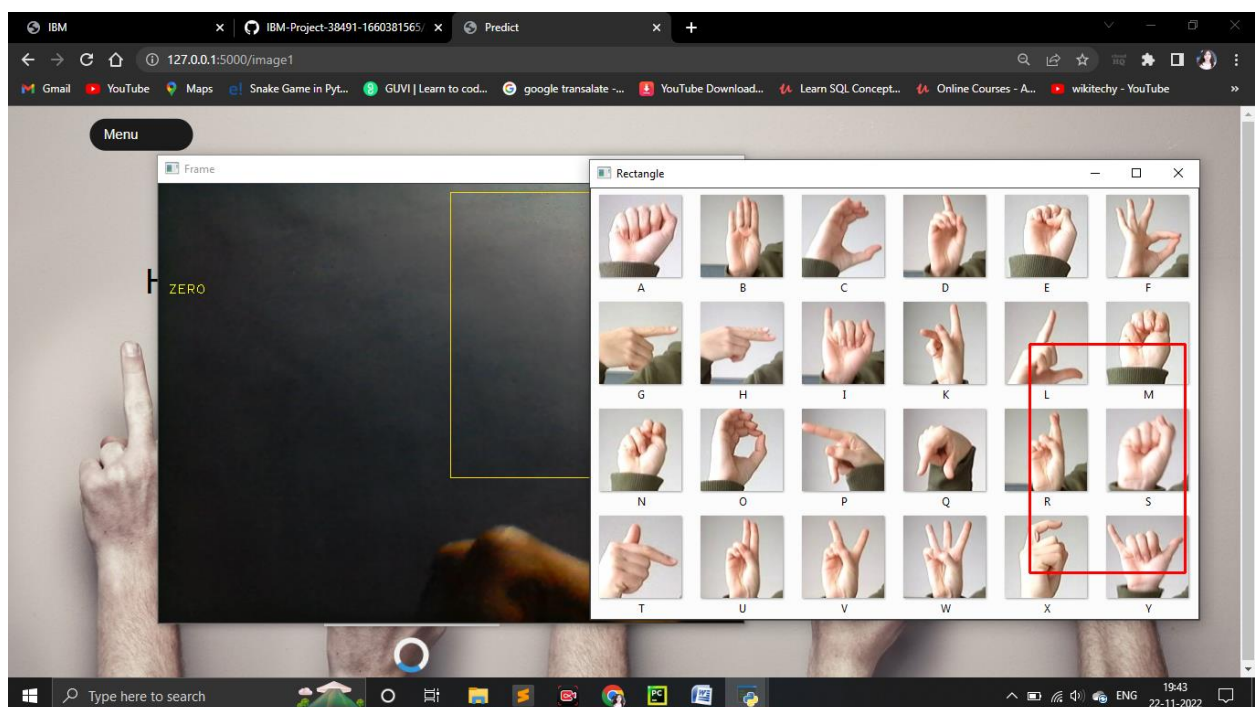 IBM
IBM-Project-38491-1660381565/
Predict
127.0.0.1:5000/image1
Gmail
YouTube
Maps
Snake Game in Pyt...
GUVI | Learn to cod...
google transalate -...
YouTube Download...
Learn SQL Concept...
Online Courses - A...
wikitechy - YouTube
»
Menu
Frame
Rectangle
H
ZERO
A B C D E F
G H I K L M
N O P Q R S
T U V W X Y
Type here to search
PC
ENG
19:43
22-11-2022